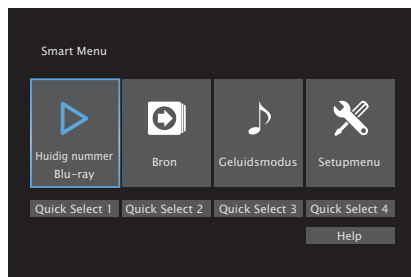 Smart Menu
Huidig nummer
Blu-ray
Bron
Geluidsmodus
Setupmenu
Quick Select 1
Quick Select 2
Quick Select 3
Quick Select 4
Help